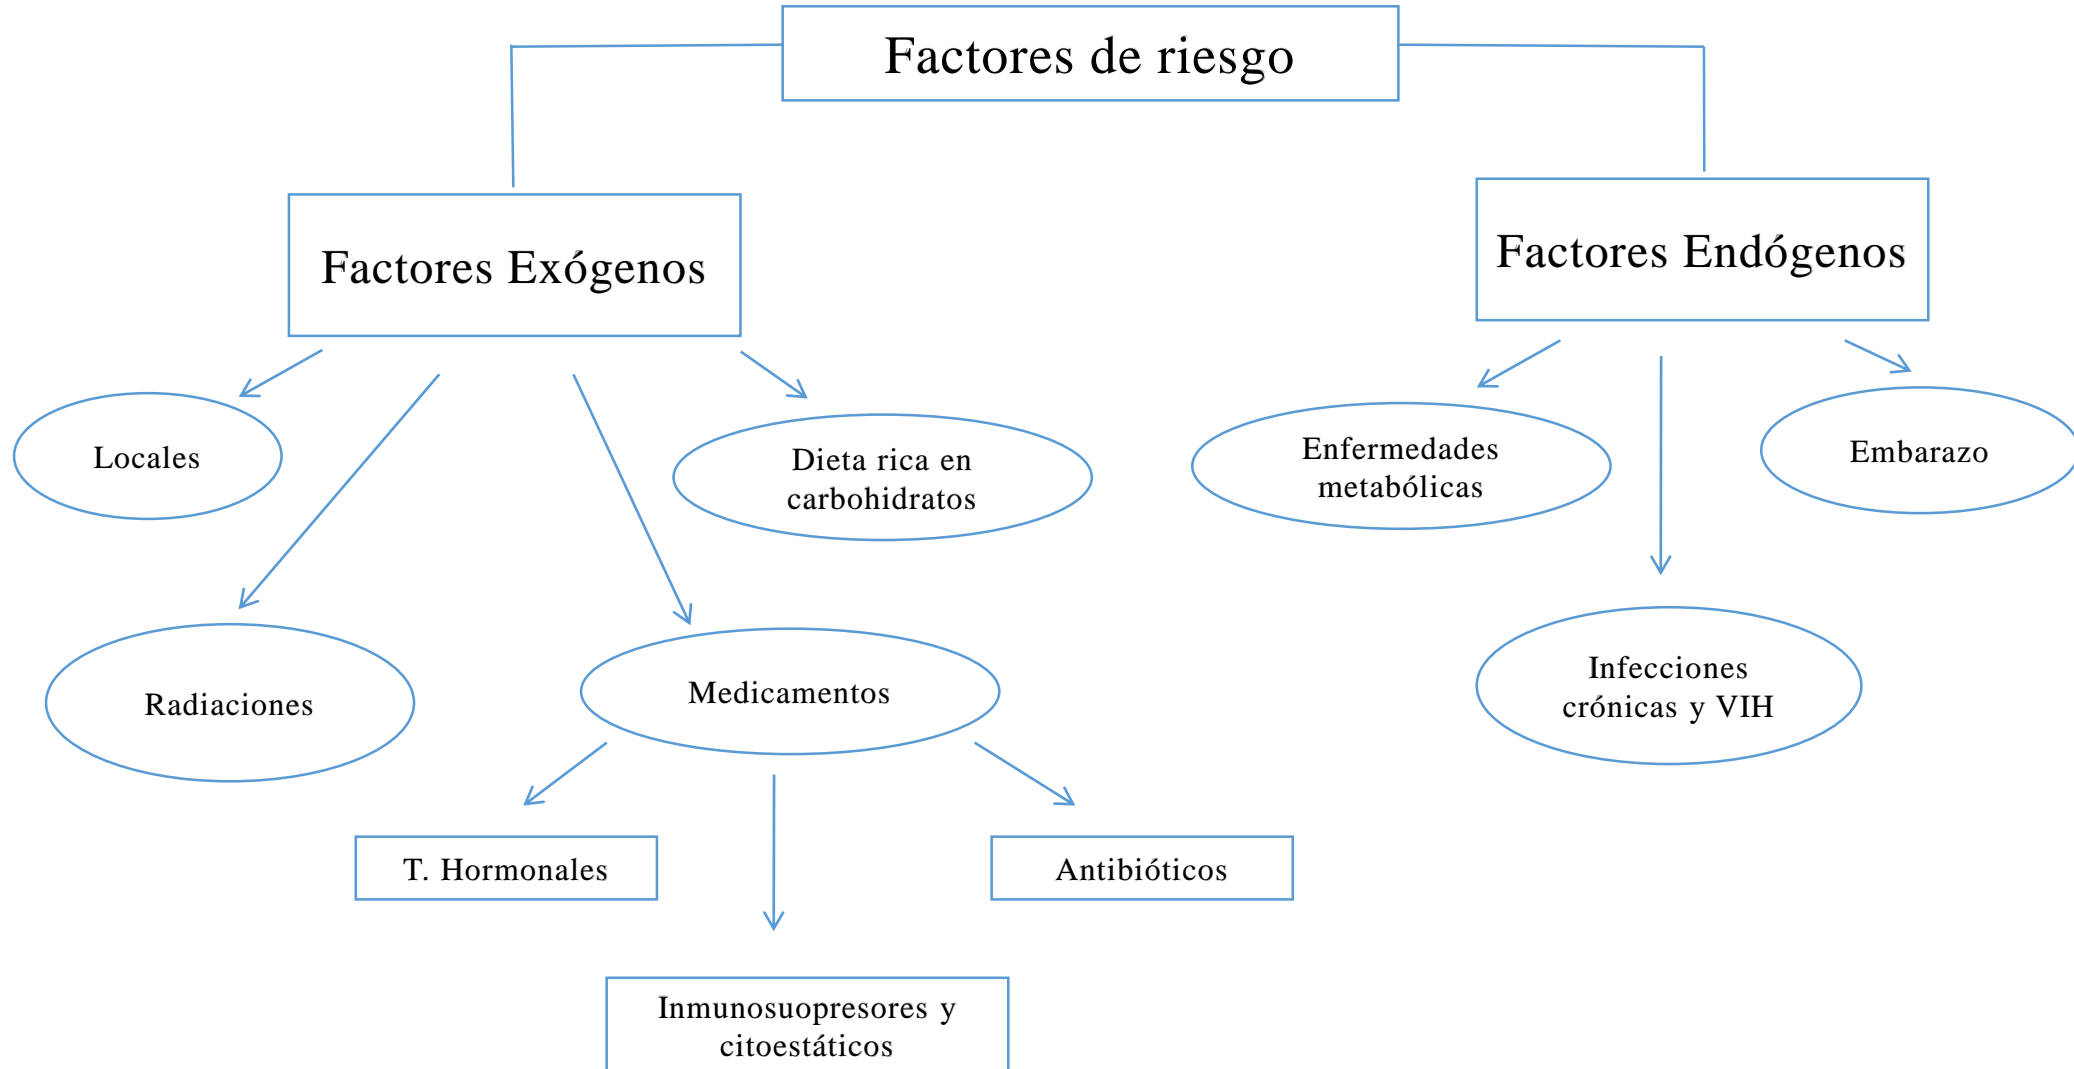 Factores de riesgo
Factores Exógenos
Factores Endógenos
Locales
Dieta rica en
carbohidratos
Enfermedades
metabólicas
Embarazo
Radiaciones
Medicamentos
Infecciones
crónicas y VIH
T. Hormonales
Antibióticos
Inmunosuopresores y
citoestáticos